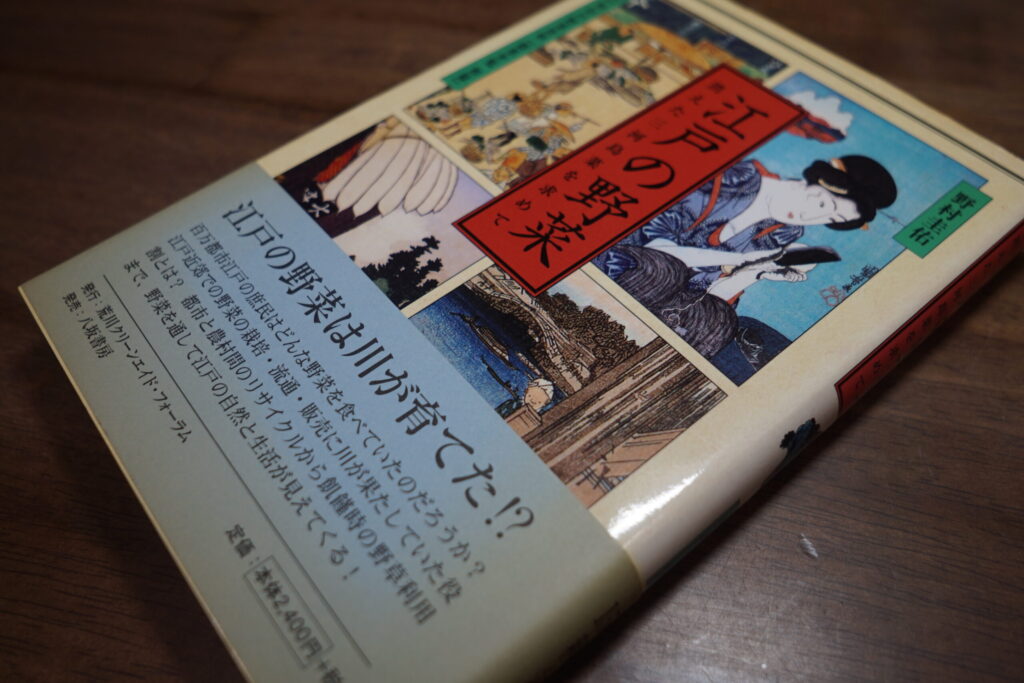 江戸の野菜
消えた三河島菜を求めて
野村圭佑
江戸の野菜は川が育てた!?
百万都市江戸の庶民はどんな野菜を食べていたのだろうか?
江戸近郊での野菜の栽培・流通・販売に川が果たしていた役
割とは? 都市と農村間のリサイクルから飢饉時の野草利用
まで、野菜を通して江戸の自然と生活が見えてくる!
発行:荒川クリーンエイド・フォーラム
発売:八坂書房
定価:本体2,400円+税